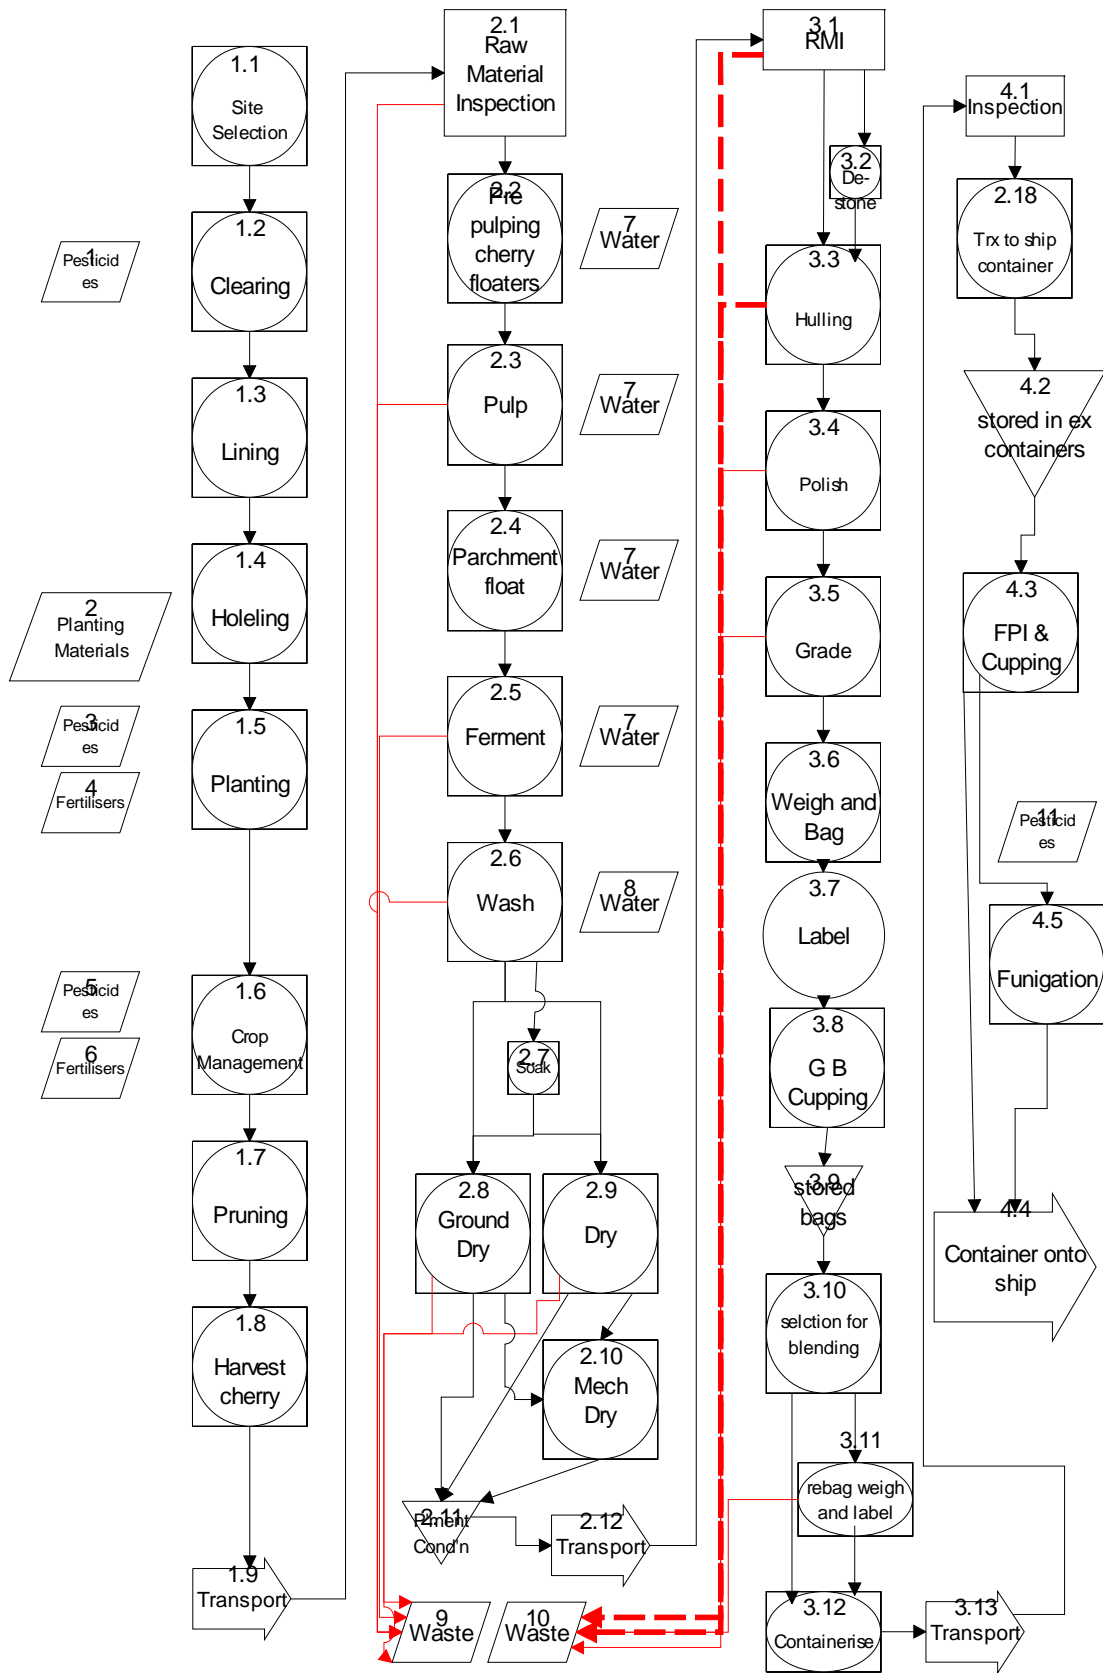 1.1
Site
Selection
1.2
Clearing
1
Pesticid
es
1.3
Lining
1.4
Holeling
2
Planting
Materials
1.5
Planting
3
Pesticid
es
4
Fertilisers
1.6
Crop
Management
5
Pesticid
es
6
Fertilisers
1.7
Pruning
1.8
Harvest
cherry
1.9
Transport
2.1
Raw
Material
Inspection
2.2
Pre
pulping
cherry
floaters
7
Water
2.3
Pulp
7
Water
2.4
Parchment
float
7
Water
2.5
Ferment
7
Water
2.6
Wash
8
Water
2.7
Soak
2.8
Ground
Dry
2.9
Dry
2.10
Mech
Dry
2.11
P'ment
Cond'n
2.12
Transport
9
Waste
10
Waste
3.1
RMI
3.2
De-
stone
3.3
Hulling
3.4
Polish
3.5
Grade
3.6
Weigh and
Bag
3.7
Label
3.8
G B
Cupping
3.9
stored
bags
3.10
selction for
blending
3.11
rebag weigh
and label
3.12
Containerise
3.13
Transport
4.1
Inspection
2.18
Trx to ship
container
4.2
stored in ex
containers
4.3
FPI &
Cupping
11
Pesticid
es
4.5
Funigation
4.4
Container onto
ship